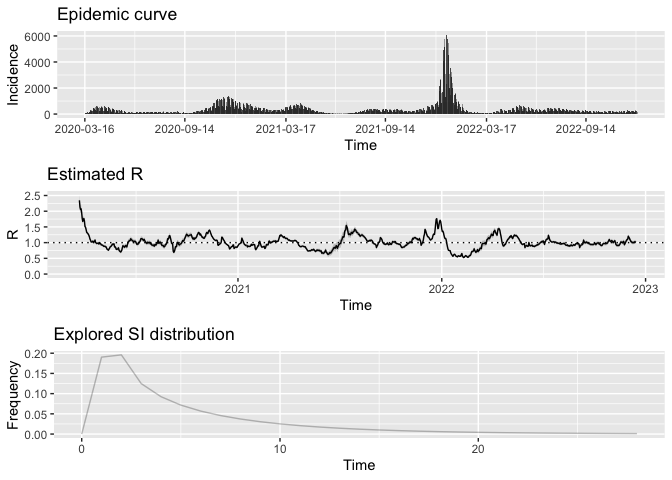 Epidemic curve
6000
4000
2000
0
Incidence
2020-03-16 2020-09-14 2021-03-17 2021-09-14 2022-03-17 2022-09-14
Time
Estimated R
2.5
2.0
1.5
1.0
0.5
0.0
R
2021 2022 2023
Time
Explored SI distribution
0.20
0.15
0.10
0.05
0.00
Frequency
0 10 20
Time